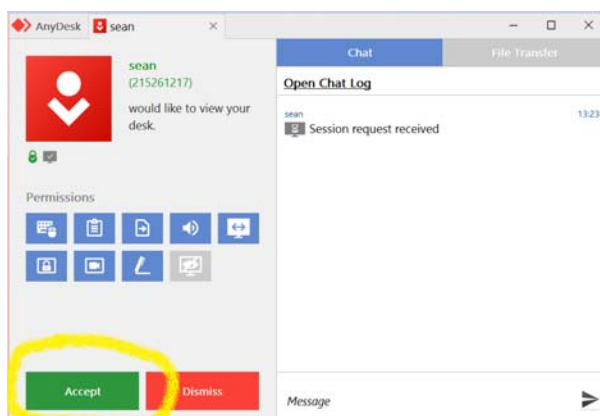 AnyDesk
sean
sean
(215261217)
would like to view your
desk.
Permissions
Accept
Dismiss
Chat
File Transfer
Open Chat Log
sean
13:23
Session request received
Message